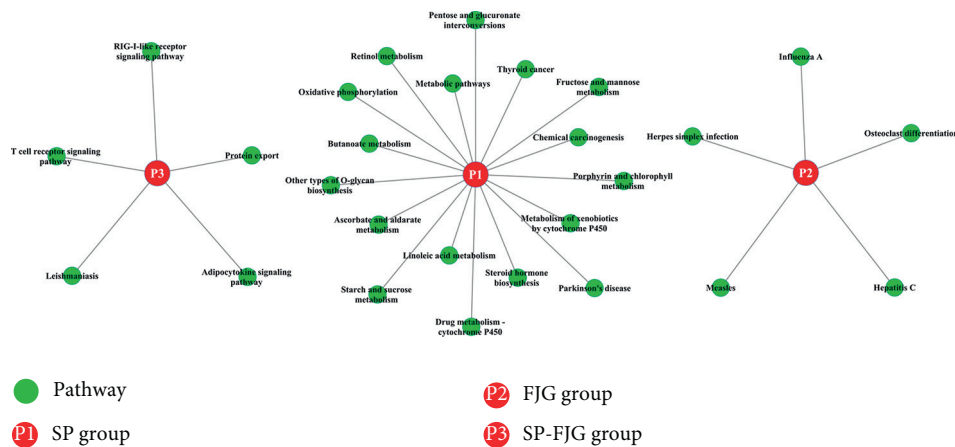 Pentose and glucuronate
interconversions
RIG-I-like receptor
signaling pathway
Retinol metabolism
Thyroid cancer
Influenza A
Metabolic pathways
Fructose and mannose
metabolism
Oxidative phosphorylation
Chemical carcinogenesis
Herpes simplex infection
Osteoclast differentiation
Butanoate metabolism
T cell receptor signaling
pathway
Protein export
P3
P1
P2
Other types of O-glycan
biosynthesis
Porphyrin and chlorophyll
metabolism
Ascorbate and aldarate
metabolism
Metabolism of xenobiotics
by cytochrome P450
Linoleic acid metabolism
Leishmaniasis
Adipocytokine signaling
pathway
Starch and sucrose
metabolism
Steroid hormone
biosynthesis
Parkinson's disease
Measles
Hepatitis C
Drug metabolism -
cytochrome P450
Pathway
P2 FJG group
P1 SP group
P3 SP-FJG group